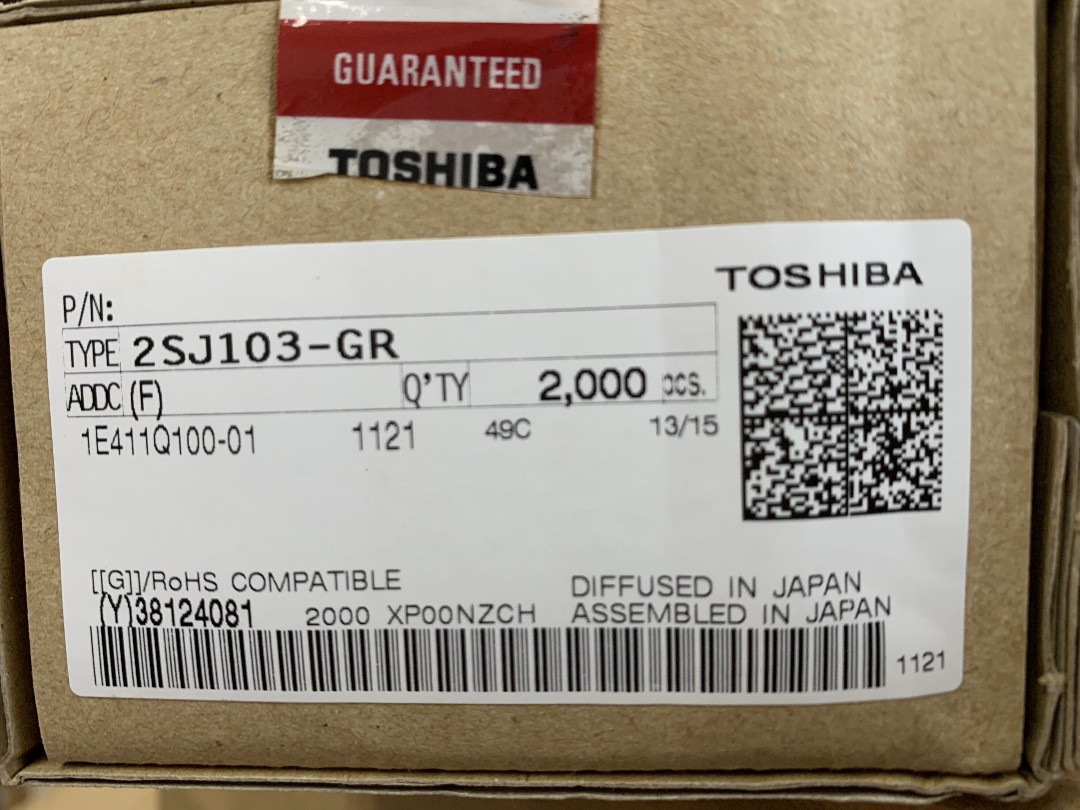 GUARANTEED
TOSHIBA
TOSHIBA
P/N:
TYPE 2SJ103-GR
ADDC (F) Q'TY 2,000 pcs.
1E411Q100-01 1121 49C 13/15
[[G]]/RoHS COMPATIBLE DIFFUSED IN JAPAN
(Y)38124081 2000 XP00NZCH ASSEMBLED IN JAPAN
1121